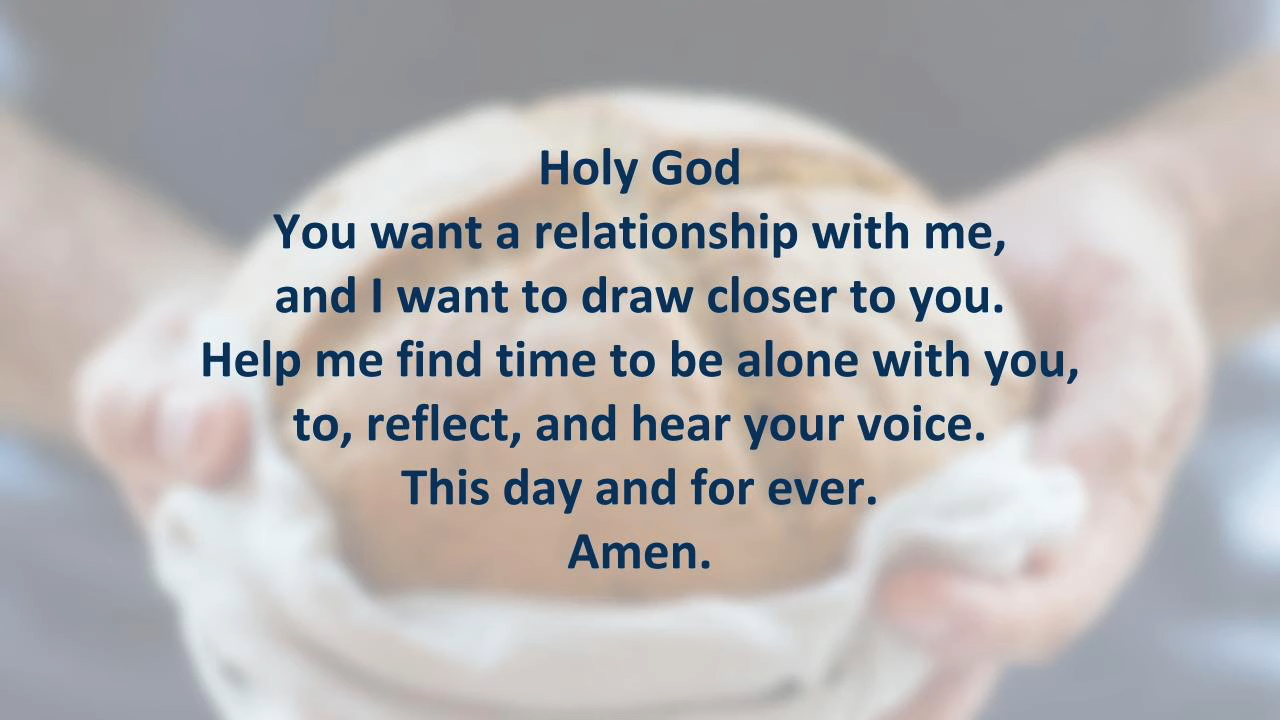 Holy God
You want a relationship with me,
and I want to draw closer to you.
Help me find time to be alone with you,
to, reflect, and hear your voice.
This day and for ever.
Amen.